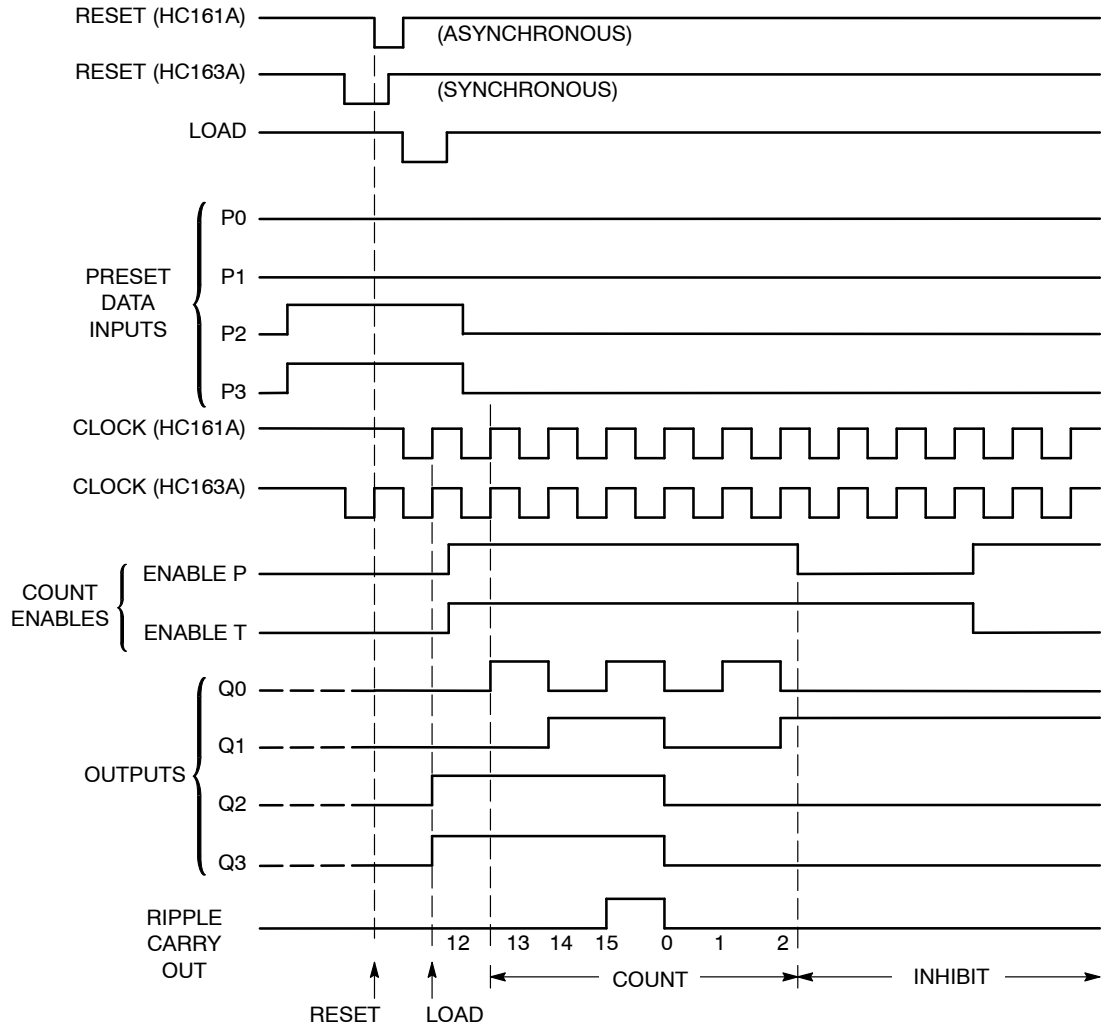 RESET (HC161A)
(ASYNCHRONOUS)
RESET (HC163A)
(SYNCHRONOUS)
LOAD
P0
P1
PRESET
DATA
INPUTS
P2
P3
CLOCK (HC161A)
CLOCK (HC163A)
ENABLE P
COUNT
ENABLES
ENABLE T
Q0
Q1
OUTPUTS
Q2
Q3
RIPPLE
CARRY
OUT
12 13 14 15 0 1 2
COUNT INHIBIT
RESET LOAD